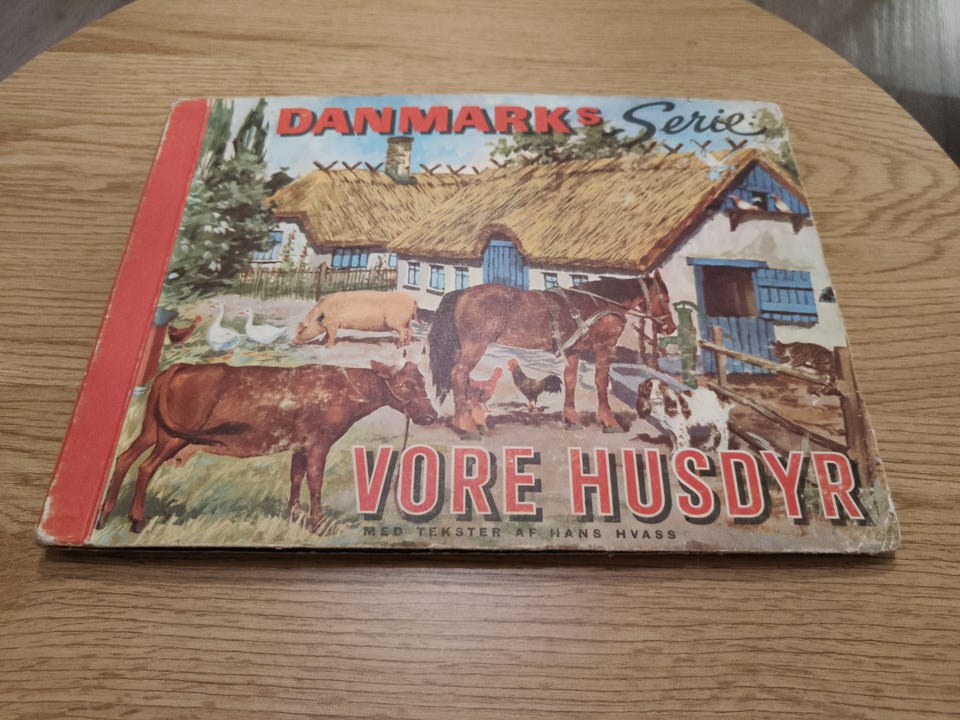 DANMARKs Serie
VORE HUSDYR
MED TEKSTER AF HANS HVASS